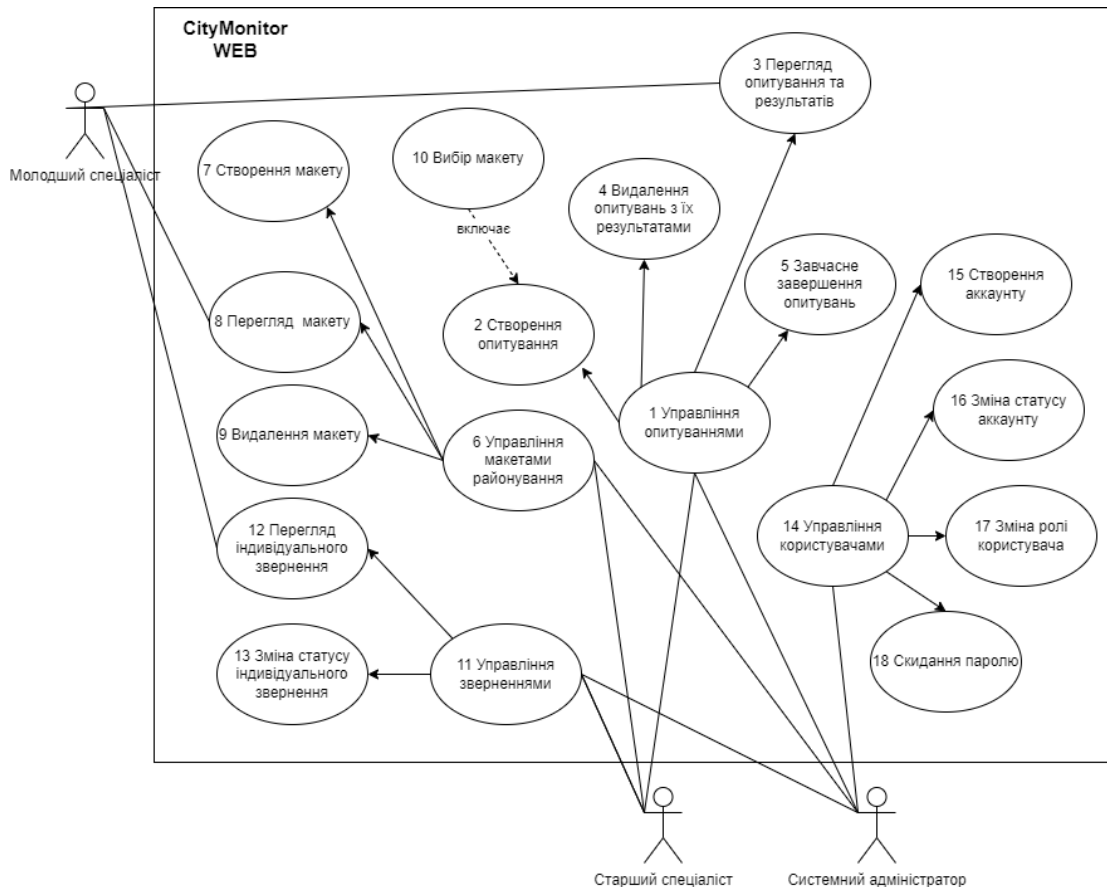 CityMonitor
WEB
3 Перегляд
опитування та
результатів
Молодший спеціаліст
7 Створення макету
10 Вибір макету
включає
4 Видалення
опитувань з їх
результатами
5 Завчасне
завершення
опитувань
15 Створення
аккаунту
8 Перегляд макету
2 Створення
опитування
1 Управління
опитуваннями
16 Зміна статусу
аккаунту
9 Видалення макету
6 Управління
макетами
районування
12 Перегляд
індивідуального
звернення
14 Управління
користувачами
17 Зміна ролі
користувача
13 Зміна статусу
індивідуального
звернення
11 Управління
зверненнями
18 Скидання паролю
Старший спеціаліст
Системний адміністратор